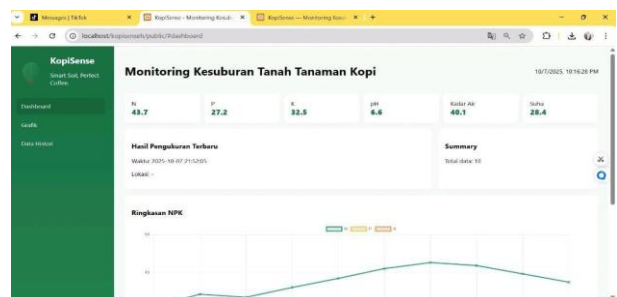 Messages | TikTok
KopiSense - Monitoring Kesub
KopiSense — Monitoring Kesu
localhost/kopisense/public/#dashboard
KopiSense
Smart Soil, Perfect
Coffee.
Dashboard
Grafik
Data Histori
Monitoring Kesuburan Tanah Tanaman Kopi
10/7/2025, 10:16:28 PM
N
43.7
P
27.2
K
32.5
pH
6.6
Kadar Air
40.1
Suhu
28.4
Hasil Pengukuran Terbaru
Waktu: 2025-10-07 21:52:05
Lokasi: -
Summary
Total data: 10
Ringkasan NPK
N
P
K